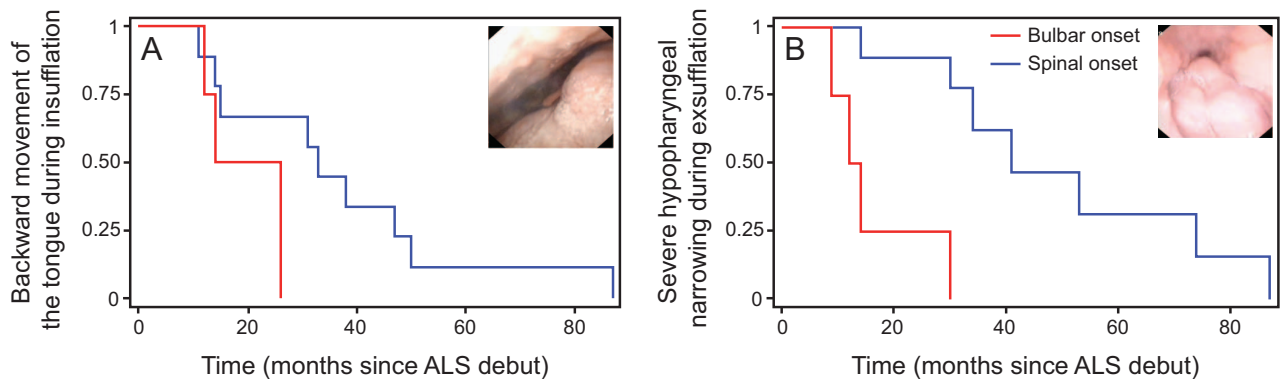 Backward movement of
the tongue during insufflation
1
0.75
0.50
0.25
0
A
0
20
40
60
80
Time (months since ALS debut)
Severe hypopharyngeal
narrowing during exsufflation
1
0.75
0.50
0.25
0
B
Bulbar onset
Spinal onset
0
20
40
60
80
Time (months since ALS debut)